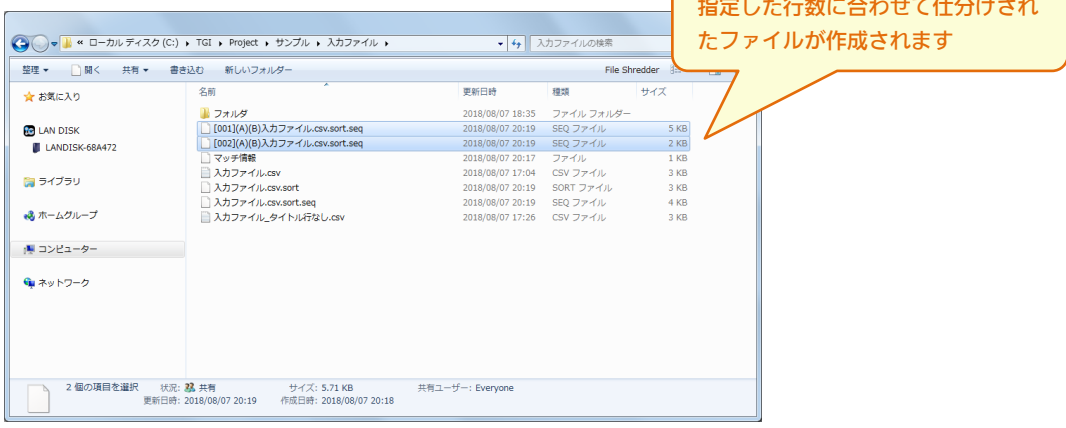 指定した行数に合わせて仕分けされ
たファイルが作成されます
« ローカル ディスク (C:) ▸ TGI ▸ Project ▸ サンプル ▸ 入力ファイル ▸
入力ファイルの検索
整理 ▼ 開く 共有 ▼ 書き込む 新しいフォルダー File Shredder
名前 更新日時 種類 サイズ
フォルダ 2018/08/07 18:35 ファイル フォルダー
[001](A)(B)入力ファイル.csv.sort.seq 2018/08/07 20:19 SEQ ファイル 5 KB
[002](A)(B)入力ファイル.csv.sort.seq 2018/08/07 20:19 SEQ ファイル 2 KB
マッチ情報 2018/08/07 20:17 ファイル 1 KB
入力ファイル.csv 2018/08/07 17:04 CSV ファイル 3 KB
入力ファイル.csv.sort 2018/08/07 20:19 SORT ファイル 3 KB
入力ファイル.csv.sort.seq 2018/08/07 20:19 SEQ ファイル 4 KB
入力ファイル_タイトル行なし.csv 2018/08/07 17:26 CSV ファイル 3 KB
お気に入り
LAN DISK
LANDISK-68A472
ライブラリ
ホームグループ
コンピューター
ネットワーク
2 個の項目を選択 状況: 共有 サイズ: 5.71 KB 共有ユーザー: Everyone
更新日時: 2018/08/07 20:19 作成日時: 2018/08/07 20:18